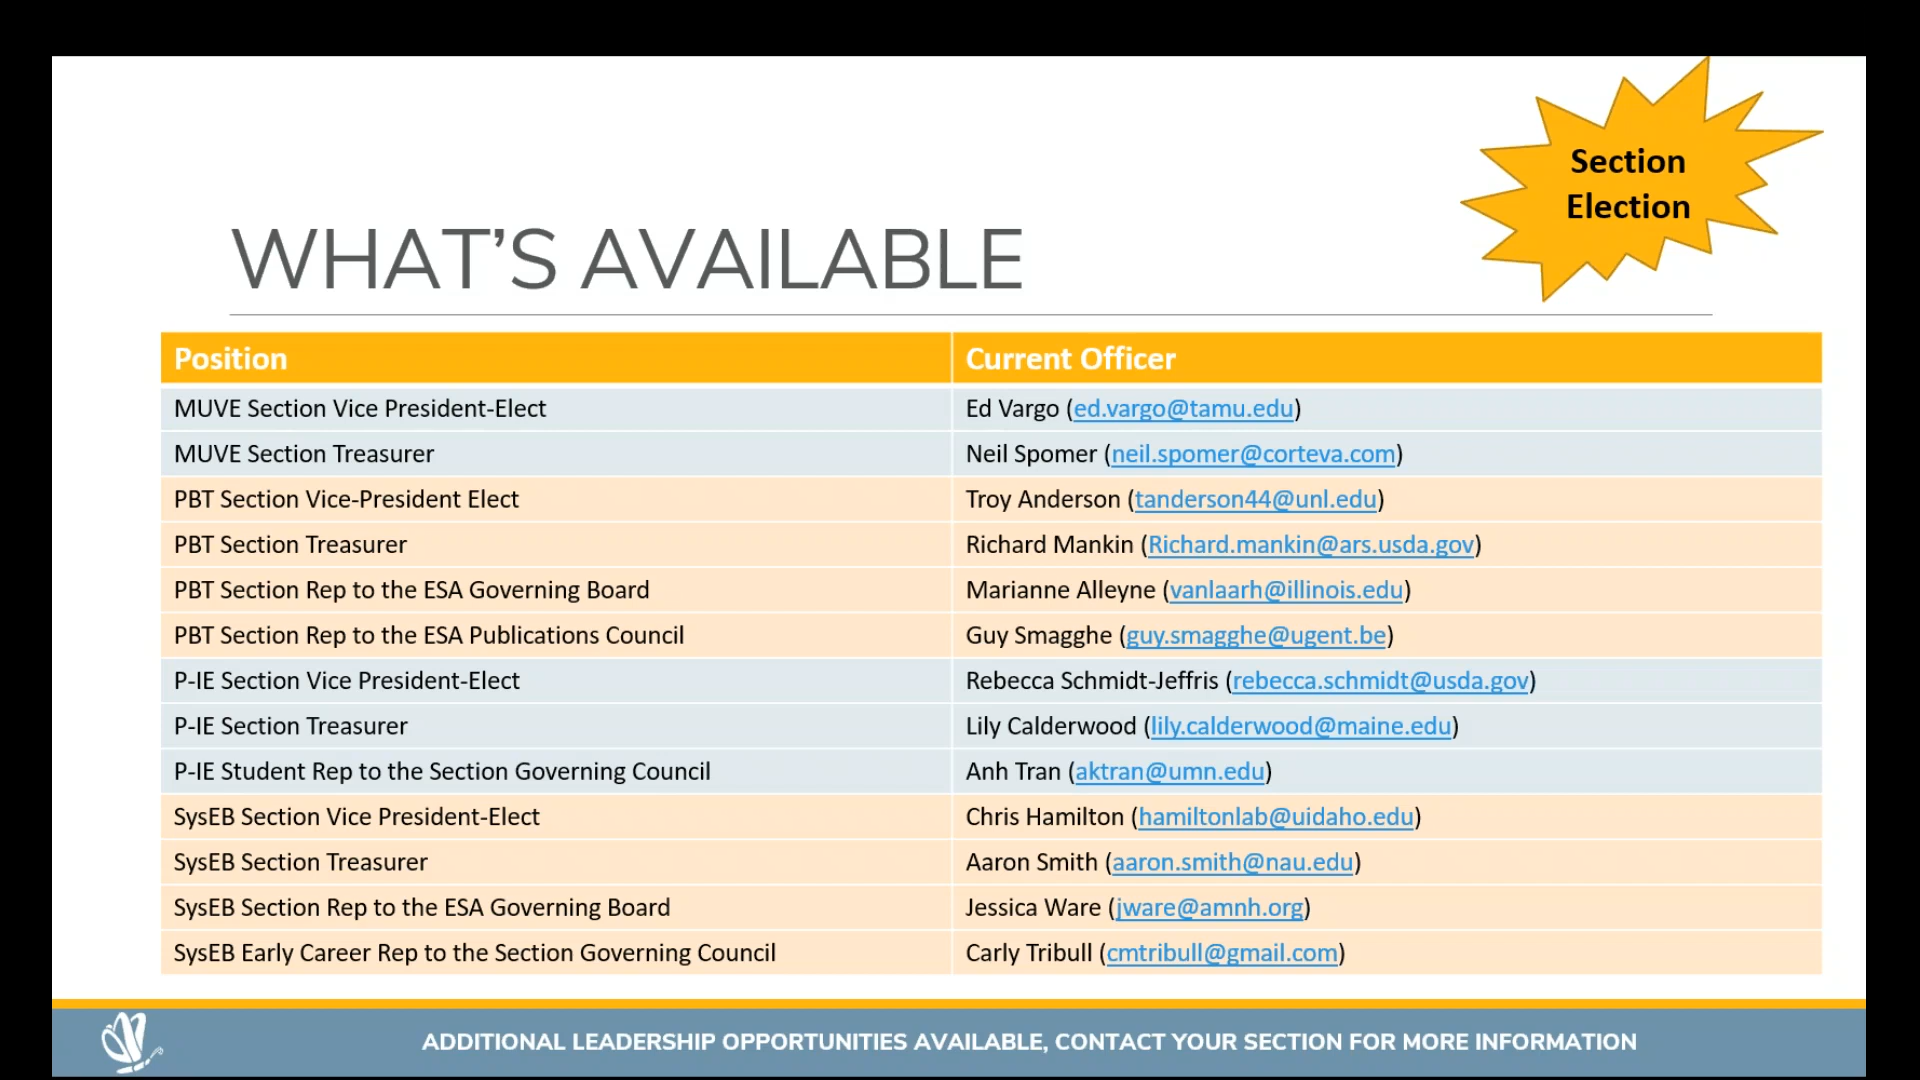 Section
Election
WHAT’S AVAILABLE
Position Current Officer
MUVE Section Vice President-Elect Ed Vargo (ed.vargo@tamu.edu)
MUVE Section Treasurer Neil Spomer (neil.spomer@corteva.com)
PBT Section Vice-President Elect Troy Anderson (tanderson44@unl.edu)
PBT Section Treasurer Richard Mankin (Richard.mankin@ars.usda.gov)
PBT Section Rep to the ESA Governing Board Marianne Alleyne (vanlaarh@illinois.edu)
PBT Section Rep to the ESA Publications Council Guy Smagghe (guy.smagghe@ugent.be)
P-IE Section Vice President-Elect Rebecca Schmidt-Jeffris (rebecca.schmidt@usda.gov)
P-IE Section Treasurer Lily Calderwood (lily.calderwood@maine.edu)
P-IE Student Rep to the Section Governing Council Anh Tran (aktran@umn.edu)
SysEB Section Vice President-Elect Chris Hamilton (hamiltonlab@uidaho.edu)
SysEB Section Treasurer Aaron Smith (aaron.smith@nau.edu)
SysEB Section Rep to the ESA Governing Board Jessica Ware (jware@amnh.org)
SysEB Early Career Rep to the Section Governing Council Carly Tribull (cmtribull@gmail.com)
ADDITIONAL LEADERSHIP OPPORTUNITIES AVAILABLE, CONTACT YOUR SECTION FOR MORE INFORMATION